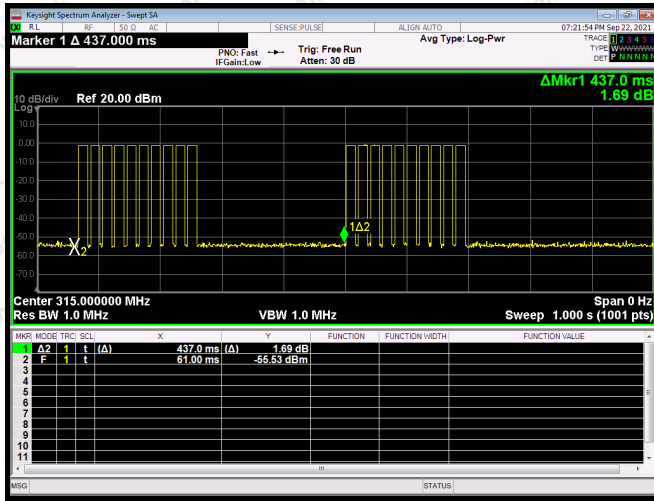 Keysight Spectrum Analyzer - Swept SA
RL RF 50 Ω AC SENSE:PULSE ALIGN AUTO 07:21:54 PM Sep 22, 2021
Marker 1 Δ 437.000 ms Avg Type: Log-Pwr TRACE 1 2 3 4 5 6
PNO: Fast Trig: Free Run TYPE
IFGain:Low Atten: 30 dB DET P N N N N N
ΔMkr1 437.0 ms
1.69 dB
10 dB/div Ref 20.00 dBm
Log
10.0
0.00
-10.0
-20.0
-30.0
-40.0
1Δ2
-50.0
2
-60.0
-70.0
Center 315.000000 MHz Span 0 Hz
Res BW 1.0 MHz VBW 1.0 MHz Sweep 1.000 s (1001 pts)
MKR MODE TRC SCL X Y FUNCTION FUNCTION WIDTH FUNCTION VALUE
1 Δ2 1 t (Δ) 437.0 ms (Δ) 1.69 dB
2 F 1 t 61.00 ms -55.53 dBm
3
4
5
6
7
8
9
10
11
MSG STATUS